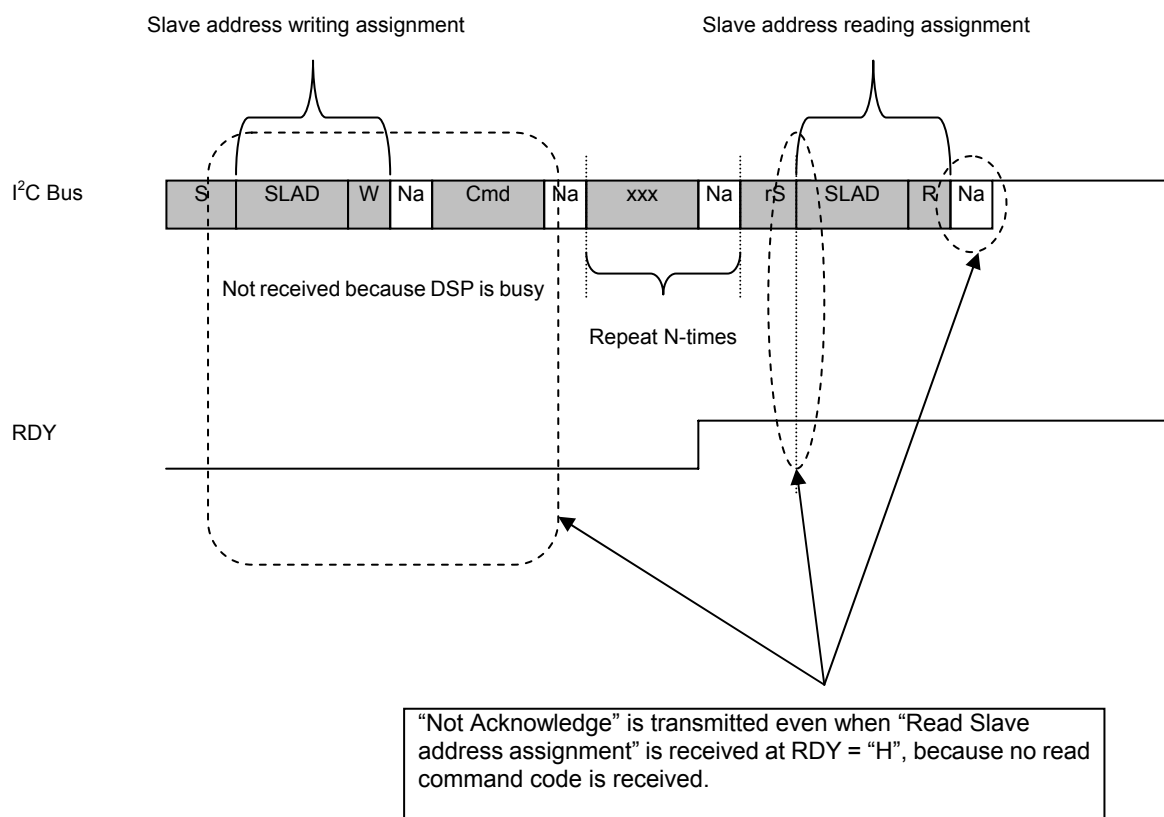 Slave address writing assignment
Slave address reading assignment
I²C Bus
S SLAD W Na Cmd Na xxx Na rS SLAD R Na
Not received because DSP is busy
Repeat N-times
RDY
“Not Acknowledge” is transmitted even when “Read Slave
address assignment” is received at RDY = “H”, because no read
command code is received.